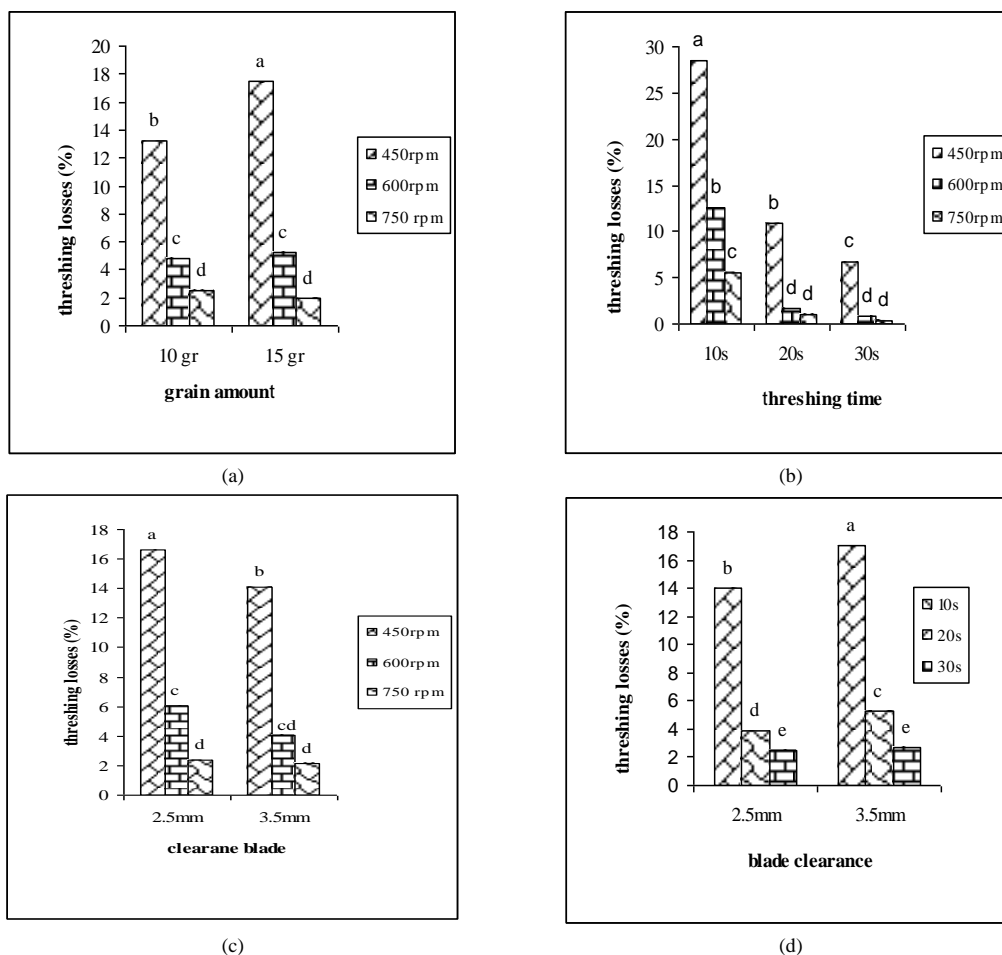 20
18
16
14
12
10
8
6
4
2
0
threshing losses (%)
b
c
d
a
c
d
10 gr 15 gr
grain amount
450rpm
600rpm
750 rpm
(a)
30
25
20
15
10
5
0
threshing losses (%)
a
b
c
b
d d
c
d d
10s 20s 30s
threshing time
450rpm
600rpm
750rpm
(b)
18
16
14
12
10
8
6
4
2
0
threshing losses (%)
a
c
d
b
cd
d
2.5mm 3.5mm
clearane blade
450rpm
600rpm
750 rpm
(c)
18
16
14
12
10
8
6
4
2
0
threshing losses (%)
b
d
e
a
c
e
2.5mm 3.5mm
blade clearance
10s
20s
30s
(d)